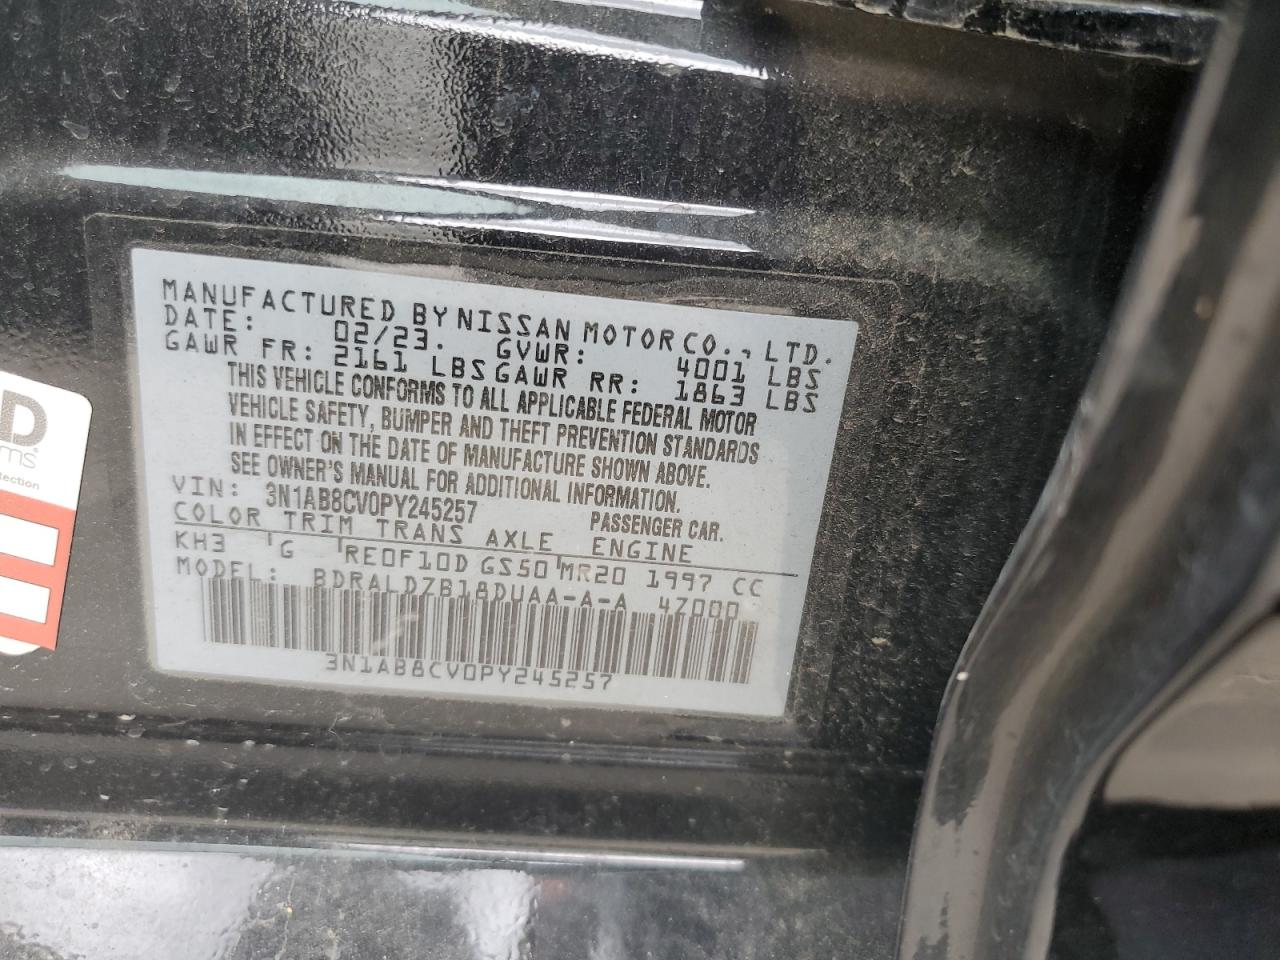 MANUFACTURED BY NISSAN MOTOR CO., LTD.
DATE: 02/23. GVWR: 4001 LBS
GAWR FR: 2161 LBS GAWR RR: 1863 LBS
THIS VEHICLE CONFORMS TO ALL APPLICABLE FEDERAL MOTOR
VEHICLE SAFETY, BUMPER AND THEFT PREVENTION STANDARDS
IN EFFECT ON THE DATE OF MANUFACTURE SHOWN ABOVE.
SEE OWNER'S MANUAL FOR ADDITIONAL INFORMATION.
VIN: 3N1AB8CV0PY245257 PASSENGER CAR.
COLOR TRIM TRANS AXLE ENGINE
KH3 G RE0F10D GS50 MR20 1997 CC
MODEL: BDRALDZB18DUAA-A-A 4Z000
3N1AB8CV0PY245257
D
ms®
tection